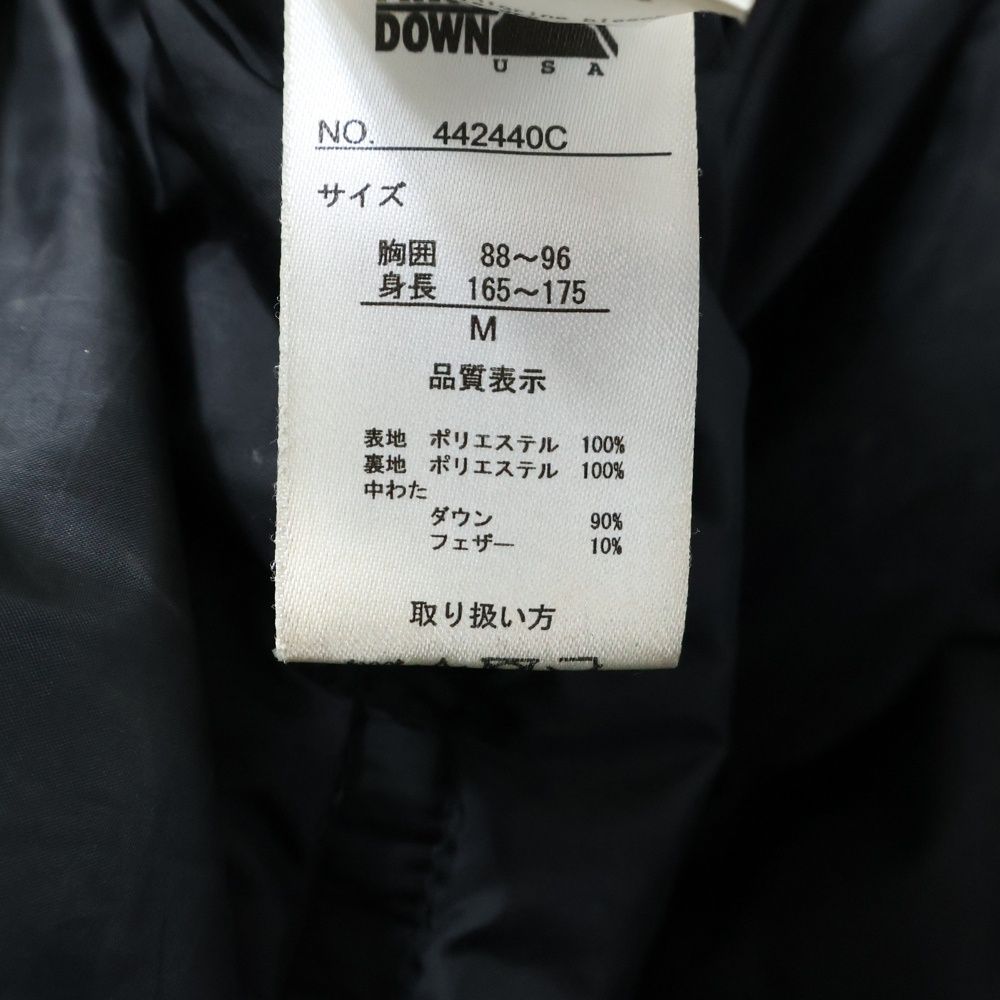 DOWN
USA
NO. 442440C
サイズ
胸囲 88～96
身長 165～175
M
品質表示
表地 ポリエステル 100%
裏地 ポリエステル 100%
中わた
ダウン 90%
フェザー 10%
取り扱い方